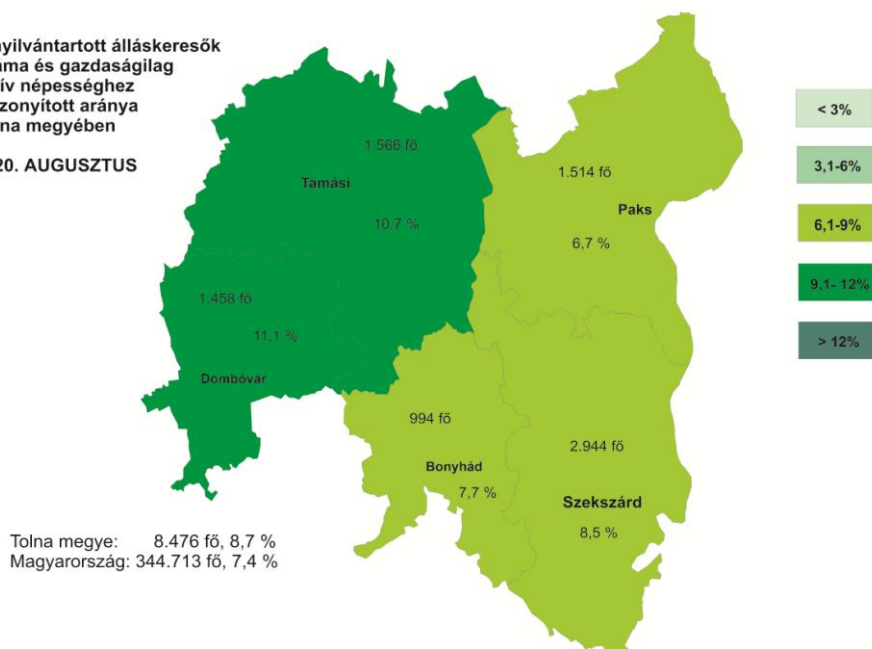 nyilvántartott álláskeresők
áma és gazdaságilag
ív népességhez
zonyított aránya
na megyében
20. AUGUSZTUS
1.566 fő
Tamási
10.7 %
1.514 fő
Paks
6,7 %
1.458 fő
11,1 %
Dombóvár
994 fő
Bonyhád
7,7 %
2.944 fő
Szekszárd
8,5 %
Tolna megye: 8.476 fő, 8,7 %
Magyarország: 344.713 fő, 7,4 %
< 3%
3,1-6%
6,1-9%
9,1- 12%
> 12%